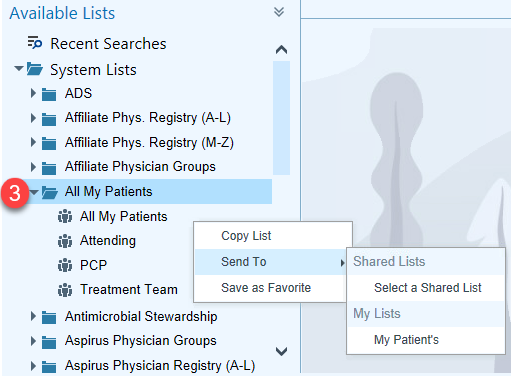 Available Lists
Recent Searches
System Lists
ADS
Affiliate Phys. Registry (A-L)
Affiliate Phys. Registry (M-Z)
Affiliate Physician Groups
3
All My Patients
All My Patients
Attending
PCP
Treatment Team
Antimicrobial Stewardship
Aspirus Physician Groups
Aspirus Physician Registry (A-L)
Copy List
Send To
Save as Favorite
Shared Lists
Select a Shared List
My Lists
My Patient's